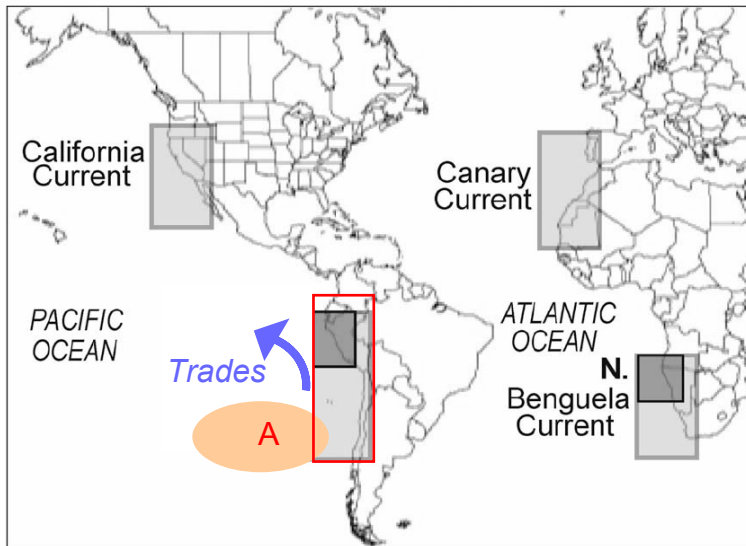 California
Current
Canary
Current
PACIFIC
OCEAN
ATLANTIC
OCEAN
Trades
N.
Benguela
Current
A